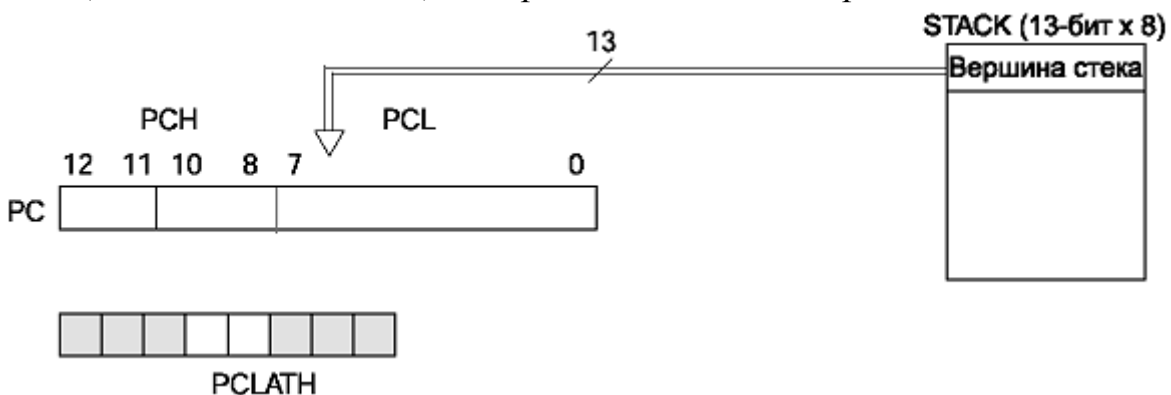 STACK (13-бит x 8)
13
Вершина стека
PCH
PCL
12 11 10 8 7 0
PC
PCLATH